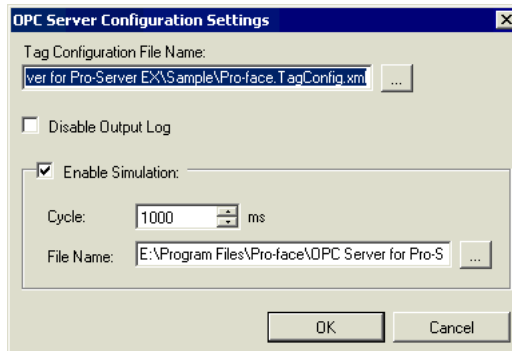 OPC Server Configuration Settings
Tag Configuration File Name:
ver for Pro-Server EX\Sample\Pro-face.TagConfig.xml
...
Disable Output Log
Enable Simulation:
Cycle: 1000 ms
File Name: E:\Program Files\Pro-face\OPC Server for Pro-S ...
OK Cancel